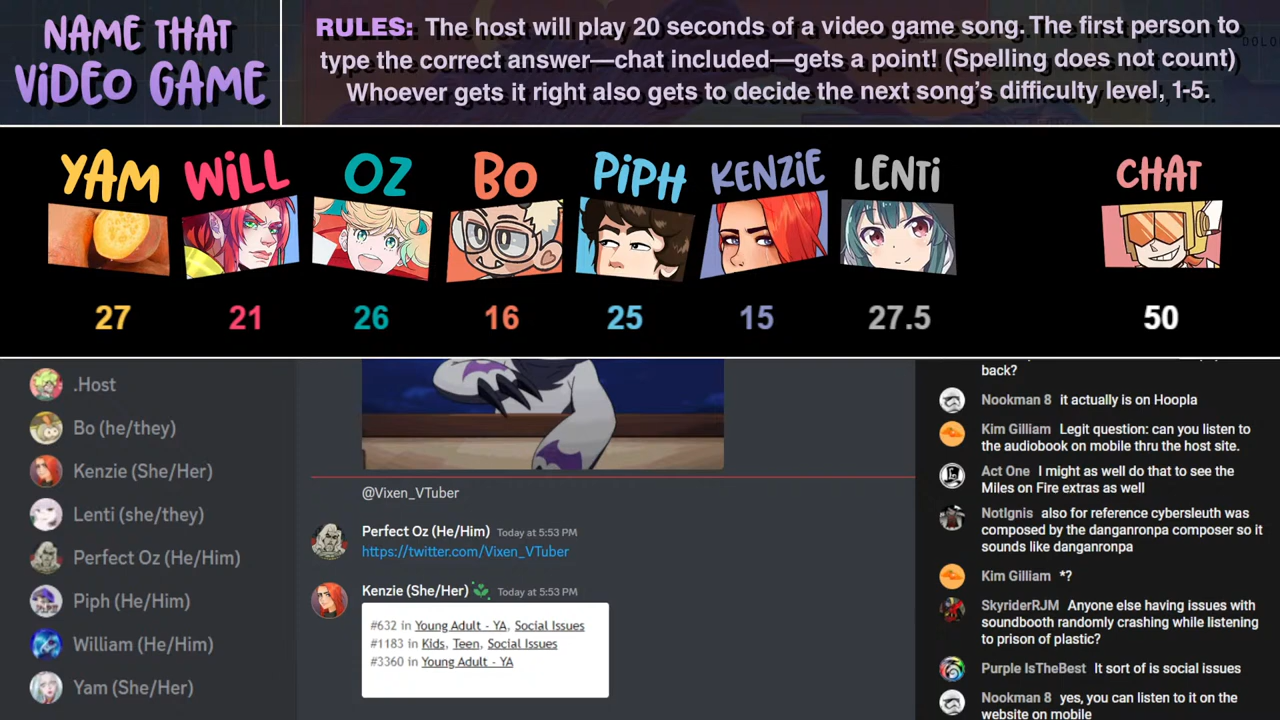 NAME THAT
ViDEO GAME
RULES: The host will play 20 seconds of a video game song. The first person to
type the correct answer—chat included—gets a point! (Spelling does not count)
Whoever gets it right also gets to decide the next song's difficulty level, 1-5.
YAM WiLL OZ BO PiPH KENZiE LENTi CHAT
27 21 26 16 25 15 27.5 50
.Host
Bo (he/they)
Kenzie (She/Her)
Lenti (she/they)
Perfect Oz (He/Him)
Piph (He/Him)
William (He/Him)
Yam (She/Her)
@Vixen_VTuber
Perfect Oz (He/Him) Today at 5:53 PM
https://twitter.com/Vixen_VTuber
Kenzie (She/Her) Today at 5:53 PM
#632 in Young Adult - YA, Social Issues
#1183 in Kids, Teen, Social Issues
#3360 in Young Adult - YA
back?
Nookman 8 it actually is on Hoopla
Kim Gilliam Legit question: can you listen to
the audiobook on mobile thru the host site.
Act One I might as well do that to see the
Miles on Fire extras as well
NotIgnis also for reference cybersleuth was
composed by the danganronpa composer so it
sounds like danganronpa
Kim Gilliam *?
SkyriderRJM Anyone else having issues with
soundbooth randomly crashing while listening
to prison of plastic?
Purple IsTheBest It sort of is social issues
Nookman 8 yes, you can listen to it on the
website on mobile